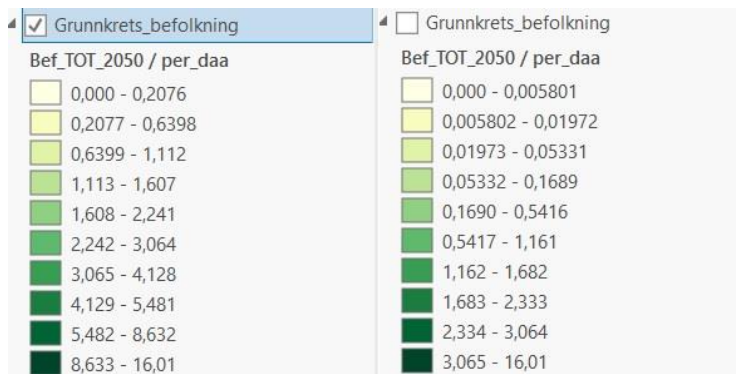 Grunnkrets_befolkning
Bef_TOT_2050 / per_daa
0,000 - 0,2076
0,2077 - 0,6398
0,6399 - 1,112
1,113 - 1,607
1,608 - 2,241
2,242 - 3,064
3,065 - 4,128
4,129 - 5,481
5,482 - 8,632
8,633 - 16,01
Grunnkrets_befolkning
Bef_TOT_2050 / per_daa
0,000 - 0,005801
0,005802 - 0,01972
0,01973 - 0,05331
0,05332 - 0,1689
0,1690 - 0,5416
0,5417 - 1,161
1,162 - 1,682
1,683 - 2,333
2,334 - 3,064
3,065 - 16,01